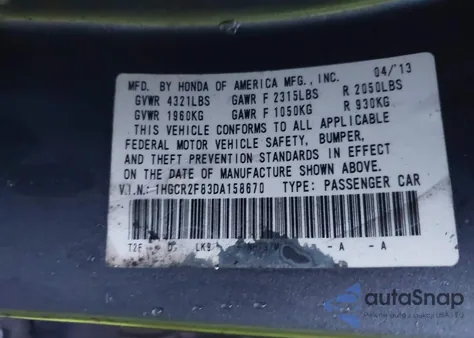 MFD. BY HONDA OF AMERICA MFG., INC. 04/13
GVWR 4321LBS GAWR F 2315LBS R 2050LBS
GVWR 1960KG GAWR F 1050KG R 930KG
THIS VEHICLE CONFORMS TO ALL APPLICABLE
FEDERAL MOTOR VEHICLE SAFETY, BUMPER,
AND THEFT PREVENTION STANDARDS IN EFFECT
ON THE DATE OF MANUFACTURE SHOWN ABOVE.
V.I.N.: 1HGCR2F83DA158670 TYPE: PASSENGER CAR
-A -A
autoSnap